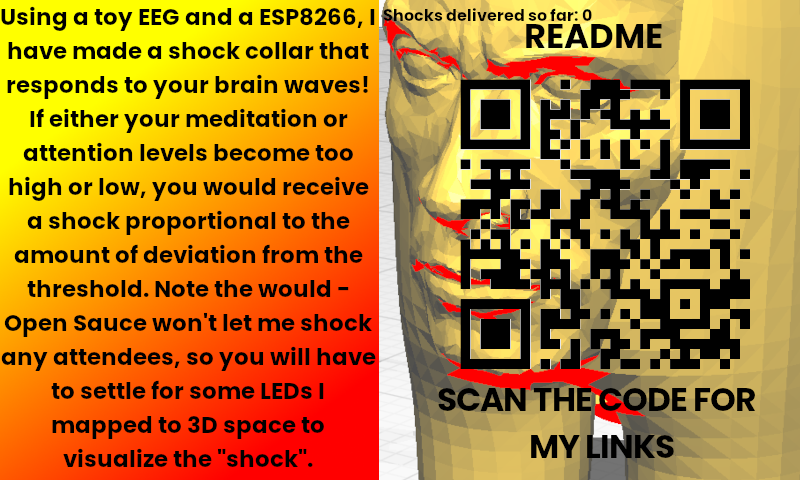 Using a toy EEG and a ESP8266, I
have made a shock collar that
responds to your brain waves!
If either your meditation or
attention levels become too
high or low, you would receive
a shock proportional to the
amount of deviation from the
threshold. Note the would -
Open Sauce won't let me shock
any attendees, so you will have
to settle for some LEDs I
mapped to 3D space to
visualize the "shock".
Shocks delivered so far: 0
README
SCAN THE CODE FOR
MY LINKS